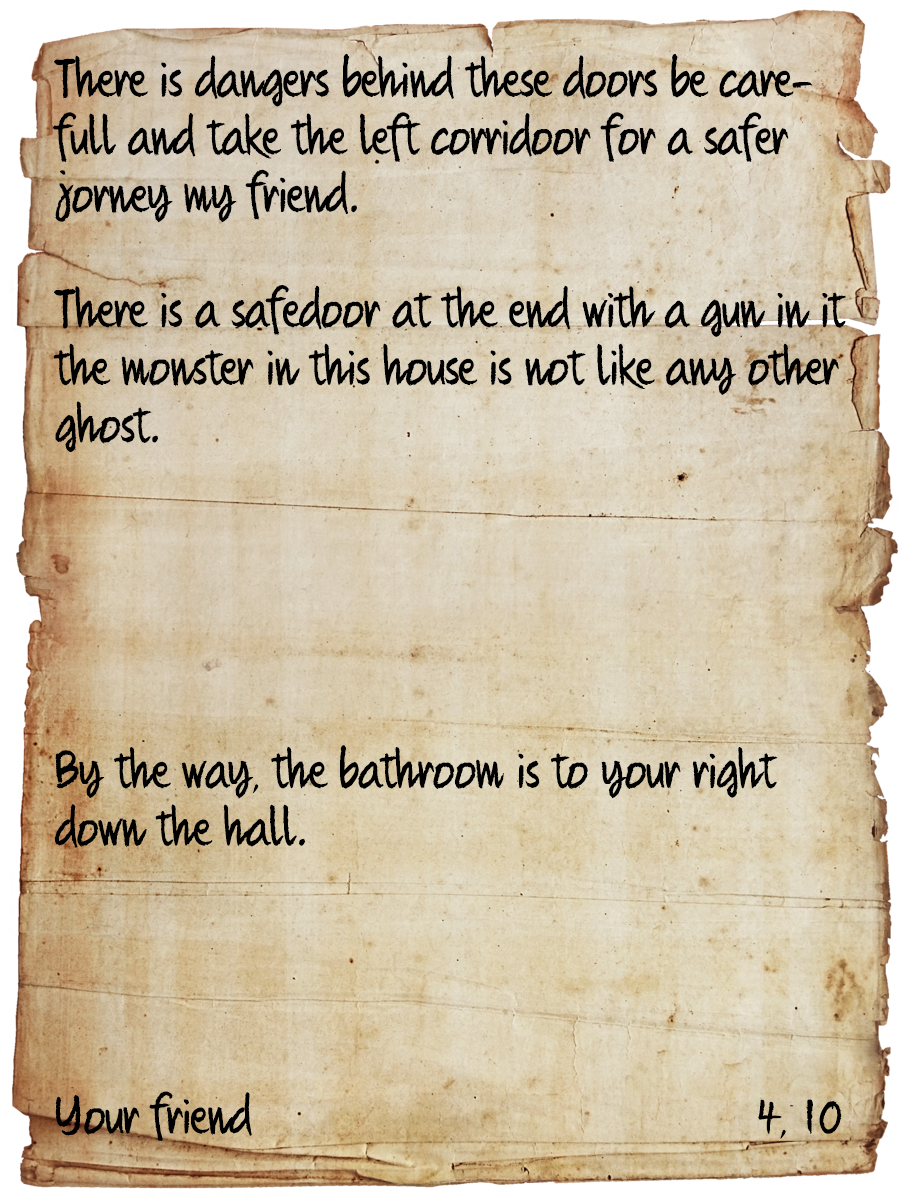 There is dangers behind these doors be care-
full and take the left corridoor for a safer
jorney my friend.
There is a safedoor at the end with a gun in it
the monster in this house is not like any other
ghost.
By the way, the bathroom is to your right
down the hall.
Your friend
4, 10